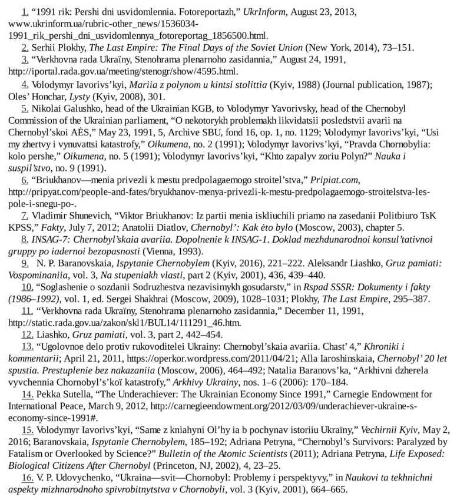 1. “1991 rik: Pershi dni usvidomlennia. Fotoreportazh,” UkrInform, August 23, 2013,
www.ukrinform.ua/rubric-other_news/1536034-
1991_rik_pershi_dni_usvidomlennya_fotoreportag_1856500.html.
2. Serhii Plokhy, The Last Empire: The Final Days of the Soviet Union (New York, 2014), 73–151.
3. “Verkhovna rada Ukraïny, Stenohrama plenarnoho zasidannia,” August 24, 1991,
http://iportal.rada.gov.ua/meeting/stenogr/show/4595.html.
4. Volodymyr Iavorivs’kyi, Mariia z polynom u kintsi stolittia (Kyiv, 1988) (Journal publication, 1987);
Oles’ Honchar, Lysty (Kyiv, 2008), 301.
5. Nikolai Galushko, head of the Ukrainian KGB, to Volodymyr Yavorivsky, head of the Chernobyl
Commission of the Ukrainian parliament, “O nekotorykh problemakh likvidatsii posledstvii avarii na
Chernobyl’skoi AĖS,” May 23, 1991, 5, Archive SBU, fond 16, op. 1, no. 1129; Volodymyr Iavorivs’kyi, “Usi
my zhertvy i vynuvattsi katastrofy,” Oikumena, no. 2 (1991); Volodymyr Iavorivs’kyi, “Pravda Chornobylia:
kolo pershe,” Oikumena, no. 5 (1991); Volodymyr Iavorivs’kyi, “Khto zapalyv zoriu Polyn?” Nauka i
suspil’stvo, no. 9 (1991).
6. “Briukhanov—menia privezli k mestu predpolagaemogo stroitel’stva,” Pripiat.com,
http://pripyat.com/people-and-fates/bryukhanov-menya-privezli-k-mestu-predpolagaemogo-stroitelstva-les-
pole-i-snegu-po-.
7. Vladimir Shunevich, “Viktor Briukhanov: Iz partii menia iskliuchili priamo na zasedanii Politbiuro TsK
KPSS,” Fakty, July 7, 2012; Anatolii Diatlov, Chernobyl’: Kak ėto bylo (Moscow, 2003), chapter 5.
8. INSAG-7: Chernobyl’skaia avariia. Dopolnenie k INSAG-1. Doklad mezhdunarodnoi konsul’tativnoi
gruppy po iadernoi bezopasnosti (Vienna, 1993).
9. N. P. Baranovskaia, Ispytanie Chernobylem (Kyiv, 2016), 221–222. Aleksandr Liashko, Gruz pamiati:
Vospominaniia, vol. 3, Na stupeniakh vlasti, part 2 (Kyiv, 2001), 436, 439–440.
10. “Soglashenie o sozdanii Sodruzhestva nezavisimykh gosudarstv,” in Raspad SSSR: Dokumenty i fakty
(1986–1992), vol. 1, ed. Sergei Shakhrai (Moscow, 2009), 1028–1031; Plokhy, The Last Empire, 295–387.
11. “Verkhovna rada Ukraïny, Stenohrama plenarnoho zasidannia,” December 11, 1991,
http://static.rada.gov.ua/zakon/skl1/BUL14/111291_46.htm.
12. Liashko, Gruz pamiati, vol. 3, part 2, 442–454.
13. “Ugolovnoe delo protiv rukovoditelei Ukrainy: Chernobyl’skaia avariia. Chast’ 4,” Khroniki i
kommentarii; April 21, 2011, https://operkor.wordpress.com/2011/04/21; Alla Iaroshinskaia, Chernobyl’ 20 let
spustia. Prestuplenie bez nakazaniia (Moscow, 2006), 464–492; Natalia Baranovs’ka, “Arkhivni dzherela
vyvchennia Chornobyl’s’koï katastrofy,” Arkhivy Ukraïny, nos. 1–6 (2006): 170–184.
14. Pekka Sutella, “The Underachiever: The Ukrainian Economy Since 1991,” Carnegie Endowment for
International Peace, March 9, 2012, http://carnegieendowment.org/2012/03/09/underachiever-ukraine-s-
economy-since-1991#.
15. Volodymyr Iavorivs’kyi, “Same z kniahyni Ol’hy ia b pochynav istoriiu Ukraïny,” Vechirnii Kyiv, May 2,
2016; Baranovskaia, Ispytanie Chernobylem, 185–192; Adriana Petryna, “Chernobyl’s Survivors: Paralyzed by
Fatalism or Overlooked by Science?” Bulletin of the Atomic Scientists (2011); Adriana Petryna, Life Exposed:
Biological Citizens After Chernobyl (Princeton, NJ, 2002), 4, 23–25.
16. V. P. Udovychenko, “Ukraïna—svit—Chornobyl: Problemy i perspektyvy,” in Naukovi ta tekhnichni
aspekty mizhnarodnoho spivrobitnytstva v Chornobyli, vol. 3 (Kyiv, 2001), 664–665.